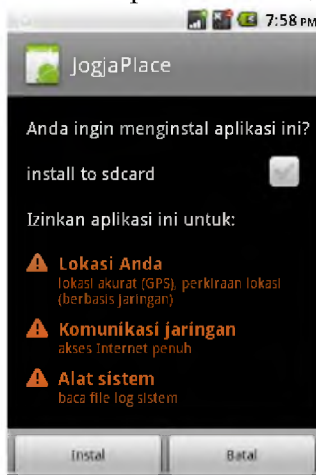 7:58 PM
JogjaPlace
Anda ingin menginstal aplikasi ini?
install to sdcard
Izinkan aplikasi ini untuk:
Lokasi Anda
lokasi akurat (GPS), perkiraan lokasi
(berbasis jaringan)
Komunikasi jaringan
akses Internet penuh
Alat sistem
baca file log sistem
Instal Batal